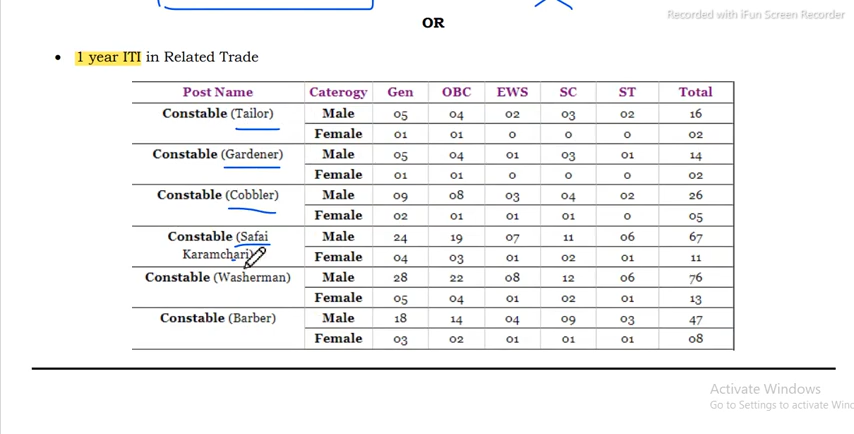 Recorded with iFun Screen Recorder
OR
• 1 year ITI in Related Trade
Post Name Caterogy Gen OBC EWS SC ST Total
Constable (Tailor) Male 05 04 02 03 02 16
Female 01 01 0 0 0 02
Constable (Gardener) Male 05 04 01 03 01 14
Female 01 01 0 0 0 02
Constable (Cobbler) Male 09 08 03 04 02 26
Female 02 01 01 01 0 05
Constable (Safai Male 24 19 07 11 06 67
Karamchari) Female 04 03 01 02 01 11
Constable (Washerman) Male 28 22 08 12 06 76
Female 05 04 01 02 01 13
Constable (Barber) Male 18 14 04 09 03 47
Female 03 02 01 01 01 08
Activate Windows
Go to Settings to activate Win